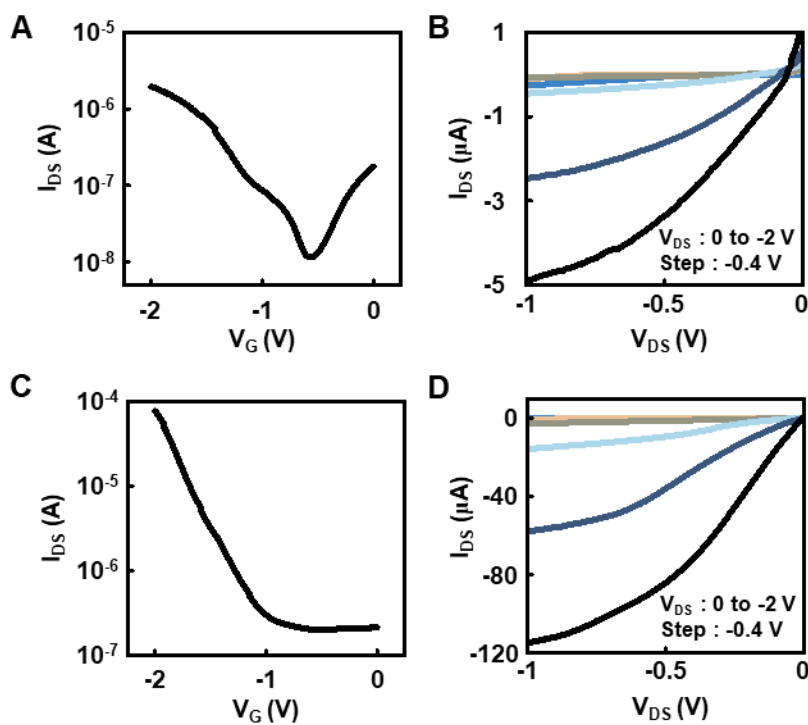 A
10^-5
10^-6
10^-7
10^-8
I_DS (A)
-2
-1
0
V_G (V)
B
1
-1
-3
-5
I_DS (μA)
V_DS : 0 to -2 V
Step : -0.4 V
-1
-0.5
0
V_DS (V)
C
10^-4
10^-5
10^-6
10^-7
I_DS (A)
-2
-1
0
V_G (V)
D
0
-40
-80
-120
I_DS (μA)
V_DS : 0 to -2 V
Step : -0.4 V
-1
-0.5
0
V_DS (V)